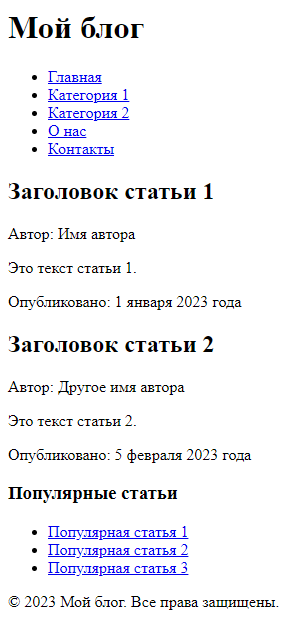 Мой блог
Главная
Категория 1
Категория 2
О нас
Контакты
Заголовок статьи 1
Автор: Имя автора
Это текст статьи 1.
Опубликовано: 1 января 2023 года
Заголовок статьи 2
Автор: Другое имя автора
Это текст статьи 2.
Опубликовано: 5 февраля 2023 года
Популярные статьи
Популярная статья 1
Популярная статья 2
Популярная статья 3
© 2023 Мой блог. Все права защищены.